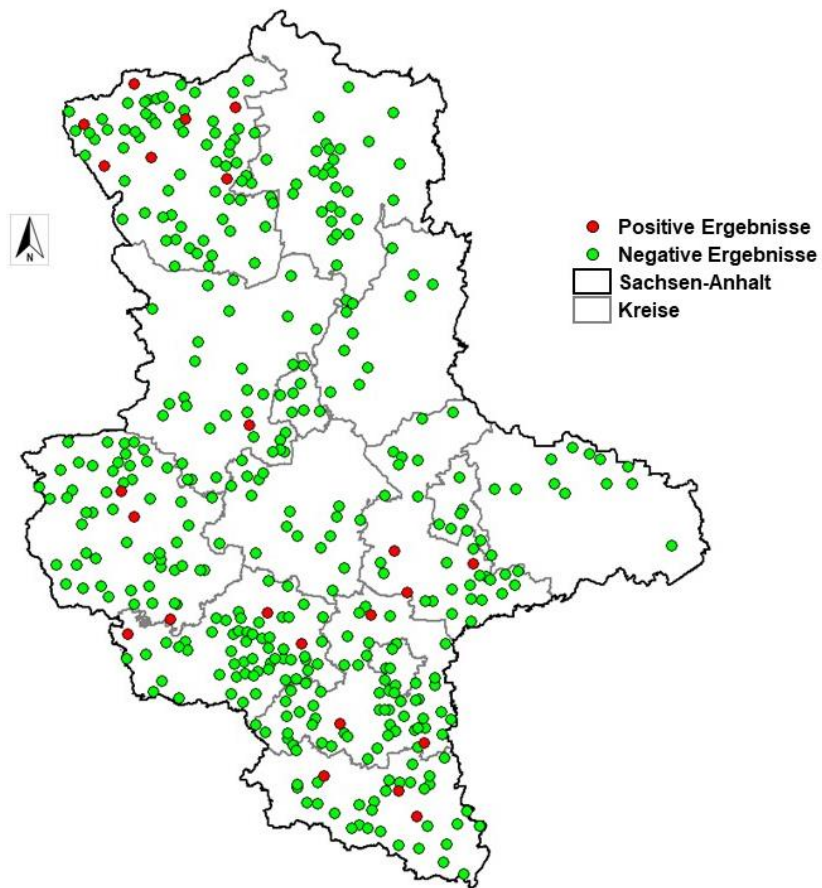 N
Positive Ergebnisse
Negative Ergebnisse
Sachsen-Anhalt
Kreise